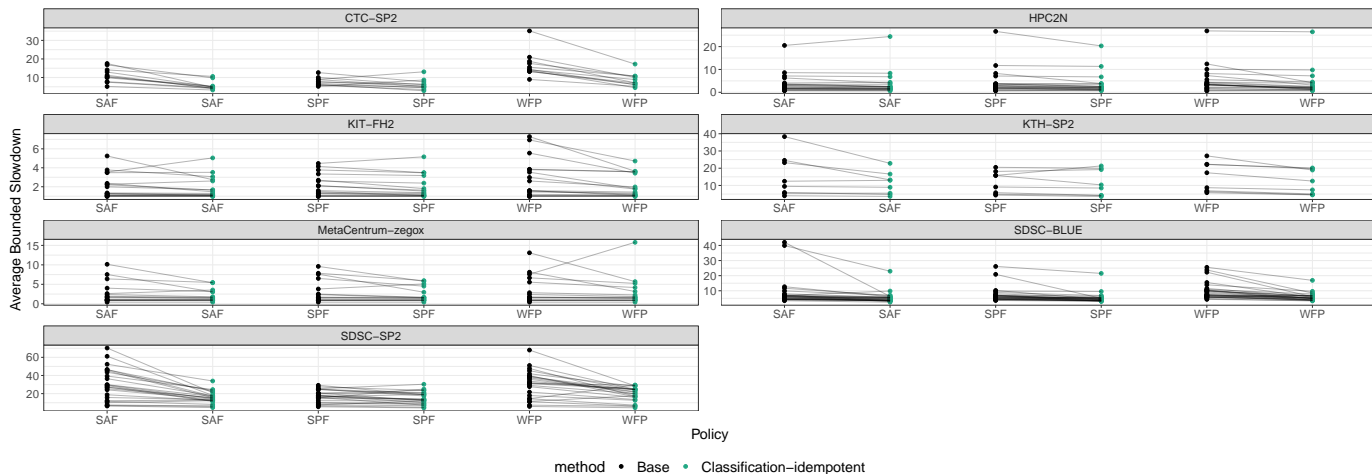 CTC−SP2
30
20
10
SAF SAF SPF SPF WFP WFP
HPC2N
20
10
0
SAF SAF SPF SPF WFP WFP
KIT−FH2
6
4
2
SAF SAF SPF SPF WFP WFP
KTH−SP2
40
30
20
10
SAF SAF SPF SPF WFP WFP
MetaCentrum−zegox
15
10
5
0
SAF SAF SPF SPF WFP WFP
SDSC−BLUE
40
30
20
10
SAF SAF SPF SPF WFP WFP
SDSC−SP2
60
40
20
SAF SAF SPF SPF WFP WFP
Average Bounded Slowdown
Policy
method Base Classification−idempotent